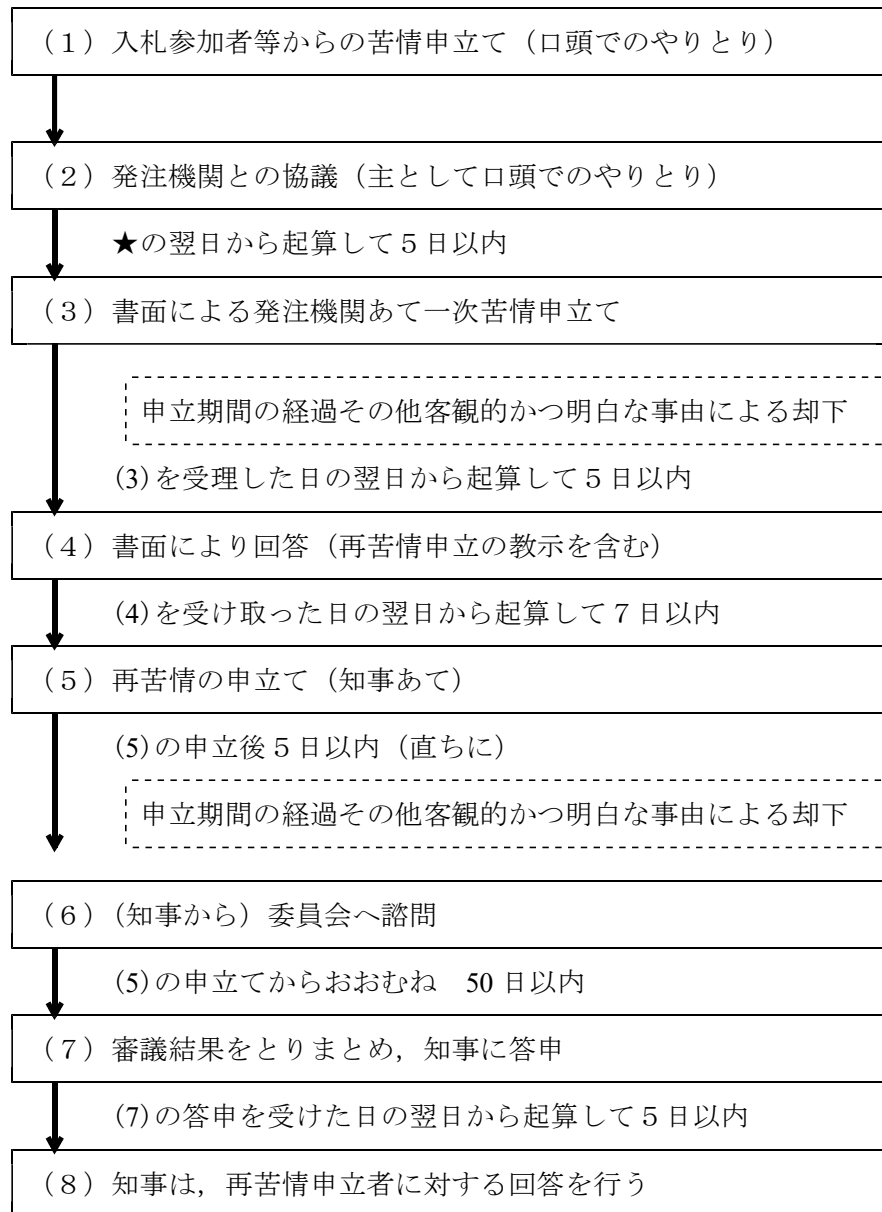 （１）入札参加者等からの苦情申立て（口頭でのやりとり）
（２）発注機関との協議（主として口頭でのやりとり）
★の翌日から起算して５日以内
（３）書面による発注機関あて一次苦情申立て
申立期間の経過その他客観的かつ明白な事由による却下
(3)を受理した日の翌日から起算して５日以内
（４）書面により回答（再苦情申立の教示を含む）
(4)を受け取った日の翌日から起算して７日以内
（５）再苦情の申立て（知事あて）
(5)の申立後５日以内（直ちに）
申立期間の経過その他客観的かつ明白な事由による却下
（６）（知事から）委員会へ諮問
(5)の申立てからおおむね　50 日以内
（７）審議結果をとりまとめ，知事に答申
(7)の答申を受けた日の翌日から起算して５日以内
（８）知事は，再苦情申立者に対する回答を行う